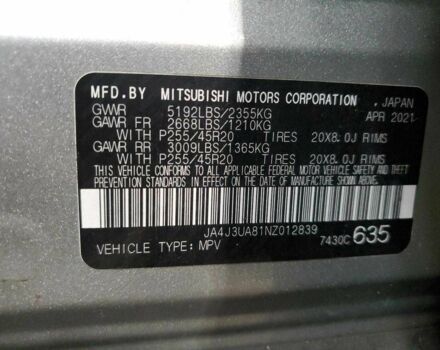 MFD.BY MITSUBISHI MOTORS CORPORATION, JAPAN
GVWR 5192LBS/2355KG APR 2021
GAWR FR 2668LBS/1210KG
WITH P255/45R20 TIRES 20X8.0J RIMS
GAWR RR 3009LBS/1365KG
WITH P255/45R20 TIRES 20X8.0J RIMS
THIS VEHICLE CONFORMS TO ALL APPLICABLE FEDERAL MOTOR VEHICLE SAFETY AND THEFT
PREVENTION STANDARDS IN EFFECT ON THE DATE OF MANUFACTURE SHOWN ABOVE.
JA4J3UA81NZ012839
VEHICLE TYPE: MPV 7430C 635